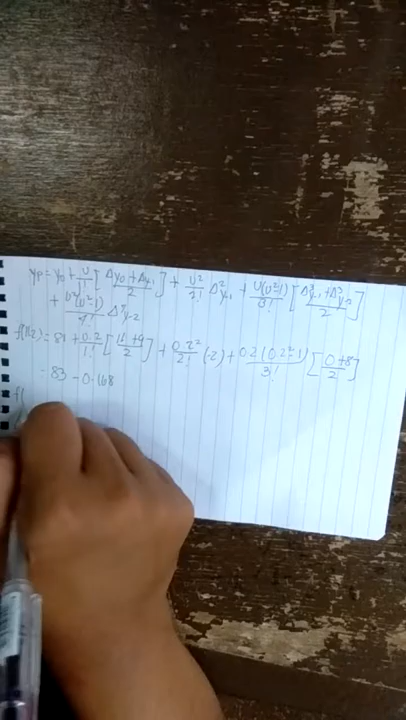 yp = y0 + U/1! [ Δy0 + Δy-1 / 2 ] + U²/2! Δ²y-1 + U(U²-1)/3! [ Δ³y-1 + Δ³y-2 / 2 ]
+ U²(U²-1)/4! Δ⁴y-2
= 81 + 0.2/1! [ 11 + 9 / 2 ] + 0.2²/2! (2) + 0.2(0.2²-1)/3! [ 0 + 8 / 2 ]
= 83 - 0.168
f(